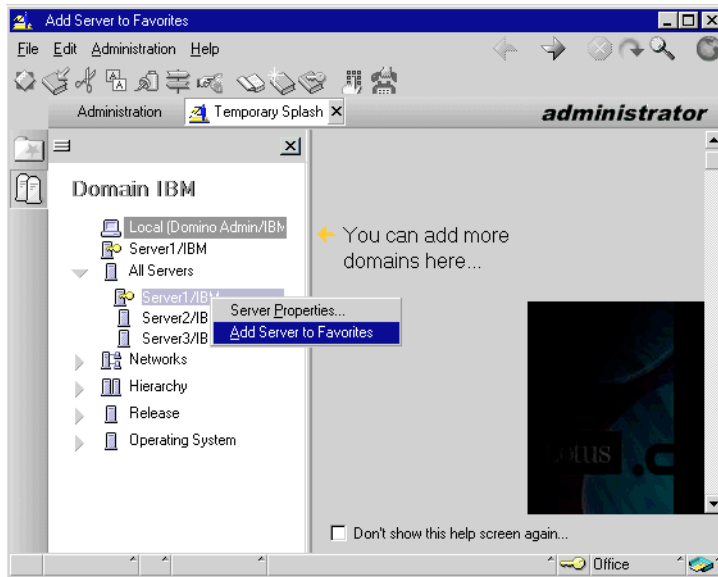 Add Server to Favorites
File Edit Administration Help
Administration Temporary Splash administrator
Domain IBM
Local (Domino Admin/IBM
Server1/IBM
All Servers
Server1/IBM
Server2/IB
Server3/IB
Networks
Hierarchy
Release
Operating System
Server Properties...
Add Server to Favorites
You can add more
domains here...
Lotus
Don't show this help screen again...
Office